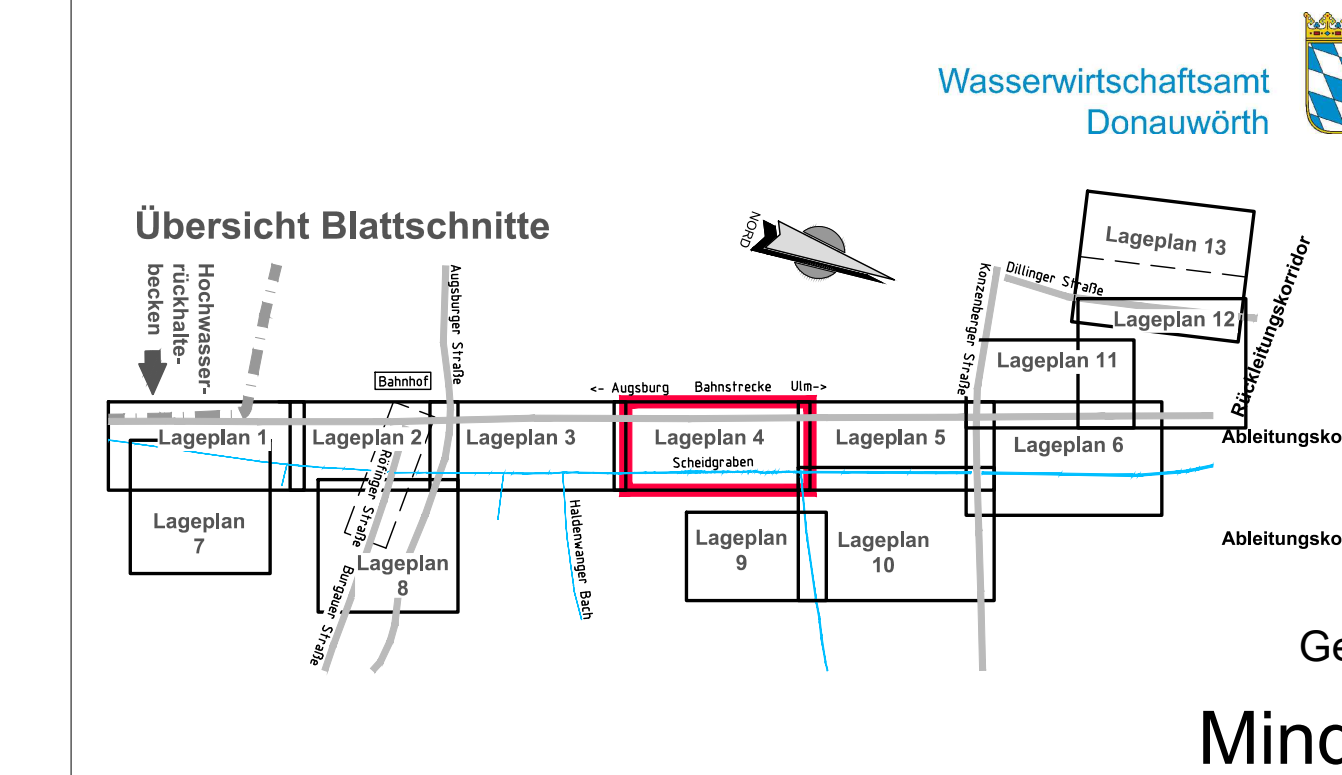 Wasserwirtschaftsamt
Donauwörth
Übersicht Blattschnitte
NORD
Hochwasser-
rückhalte-
becken
Augsburger Straße
Bahnhof
<- Augsburg Bahnstrecke Ulm->
Konzenberger Straße
Dillinger Straße
Lageplan 13
Lageplan 12
Lageplan 11
Rückleitungskorridor
Lageplan 1
Lageplan 2
Lageplan 3
Lageplan 4
Lageplan 5
Lageplan 6
Scheidgraben
Ableitungsko
Röfinger Straße
Haldenwanger Bach
Lageplan
7
Lageplan
8
Burgauer Straße
Lageplan
9
Lageplan
10
Ableitungsko
Ge